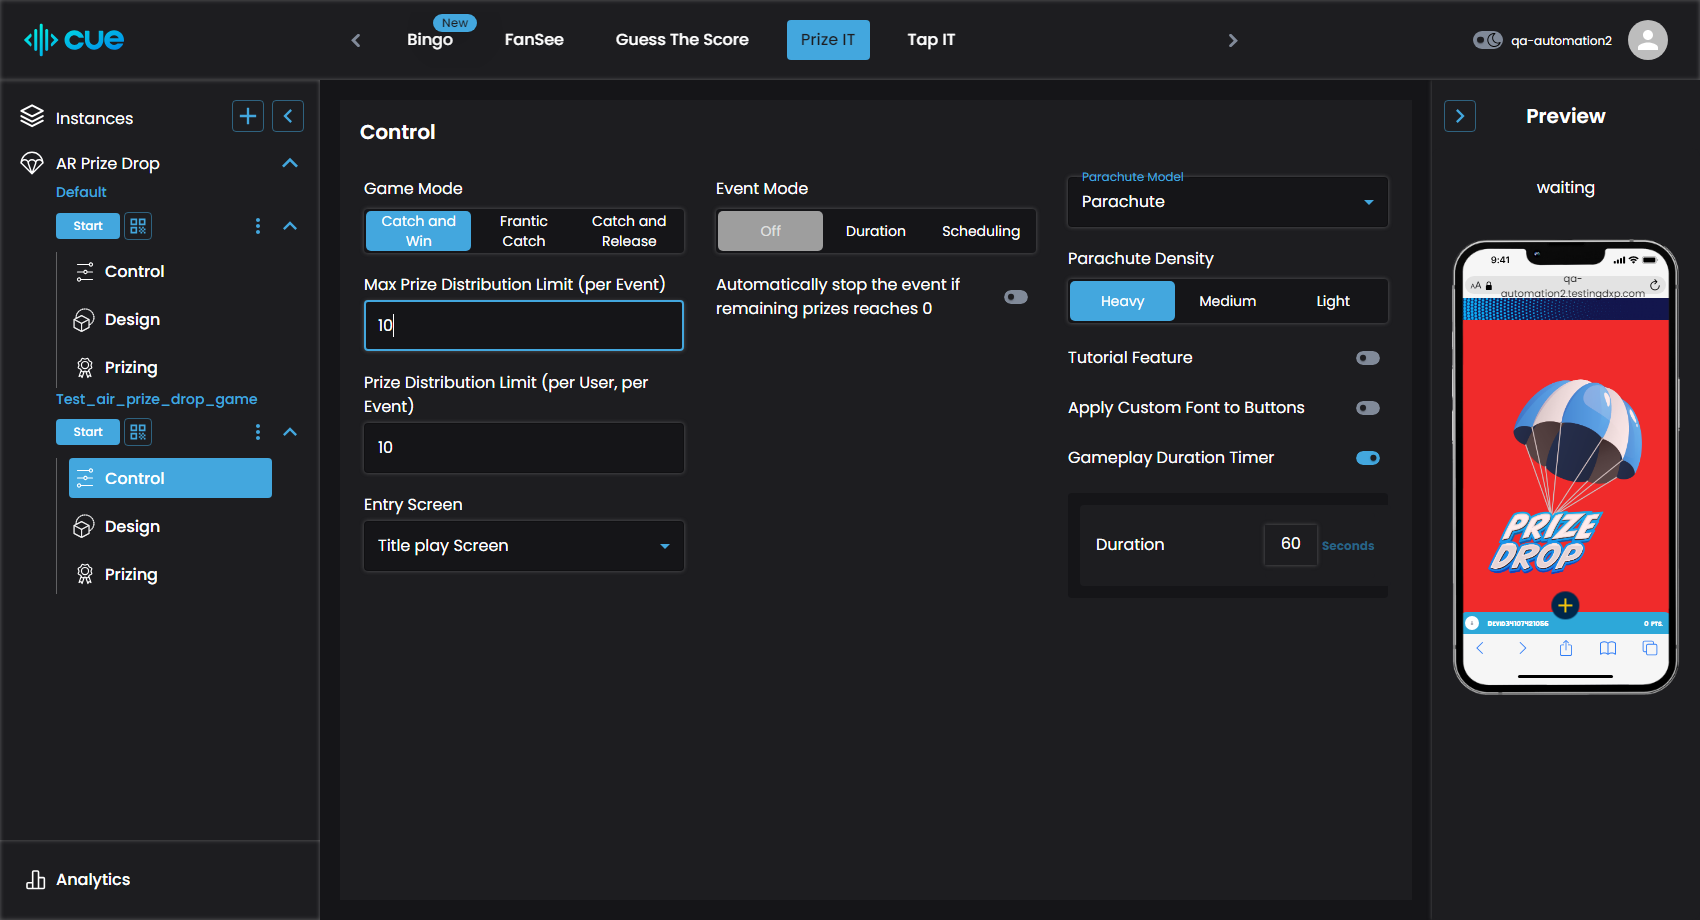 cue
New
Bingo
FanSee
Guess The Score
Prize IT
Tap IT
qa-automation2
Instances
AR Prize Drop
Default
Start
Control
Design
Prizing
Test_air_prize_drop_game
Start
Control
Design
Prizing
Analytics
Control
Game Mode
Catch and Win
Frantic Catch
Catch and Release
Max Prize Distribution Limit (per Event)
10
Prize Distribution Limit (per User, per
Event)
10
Entry Screen
Title play Screen
Event Mode
Off
Duration
Scheduling
Automatically stop the event if
remaining prizes reaches 0
Parachute Model
Parachute
Parachute Density
Heavy
Medium
Light
Tutorial Feature
Apply Custom Font to Buttons
Gameplay Duration Timer
Duration
60
Seconds
Preview
waiting
9:41
AA
qa-
automation2.testingdxp.com
PRIZE
DROP
0 PTS.